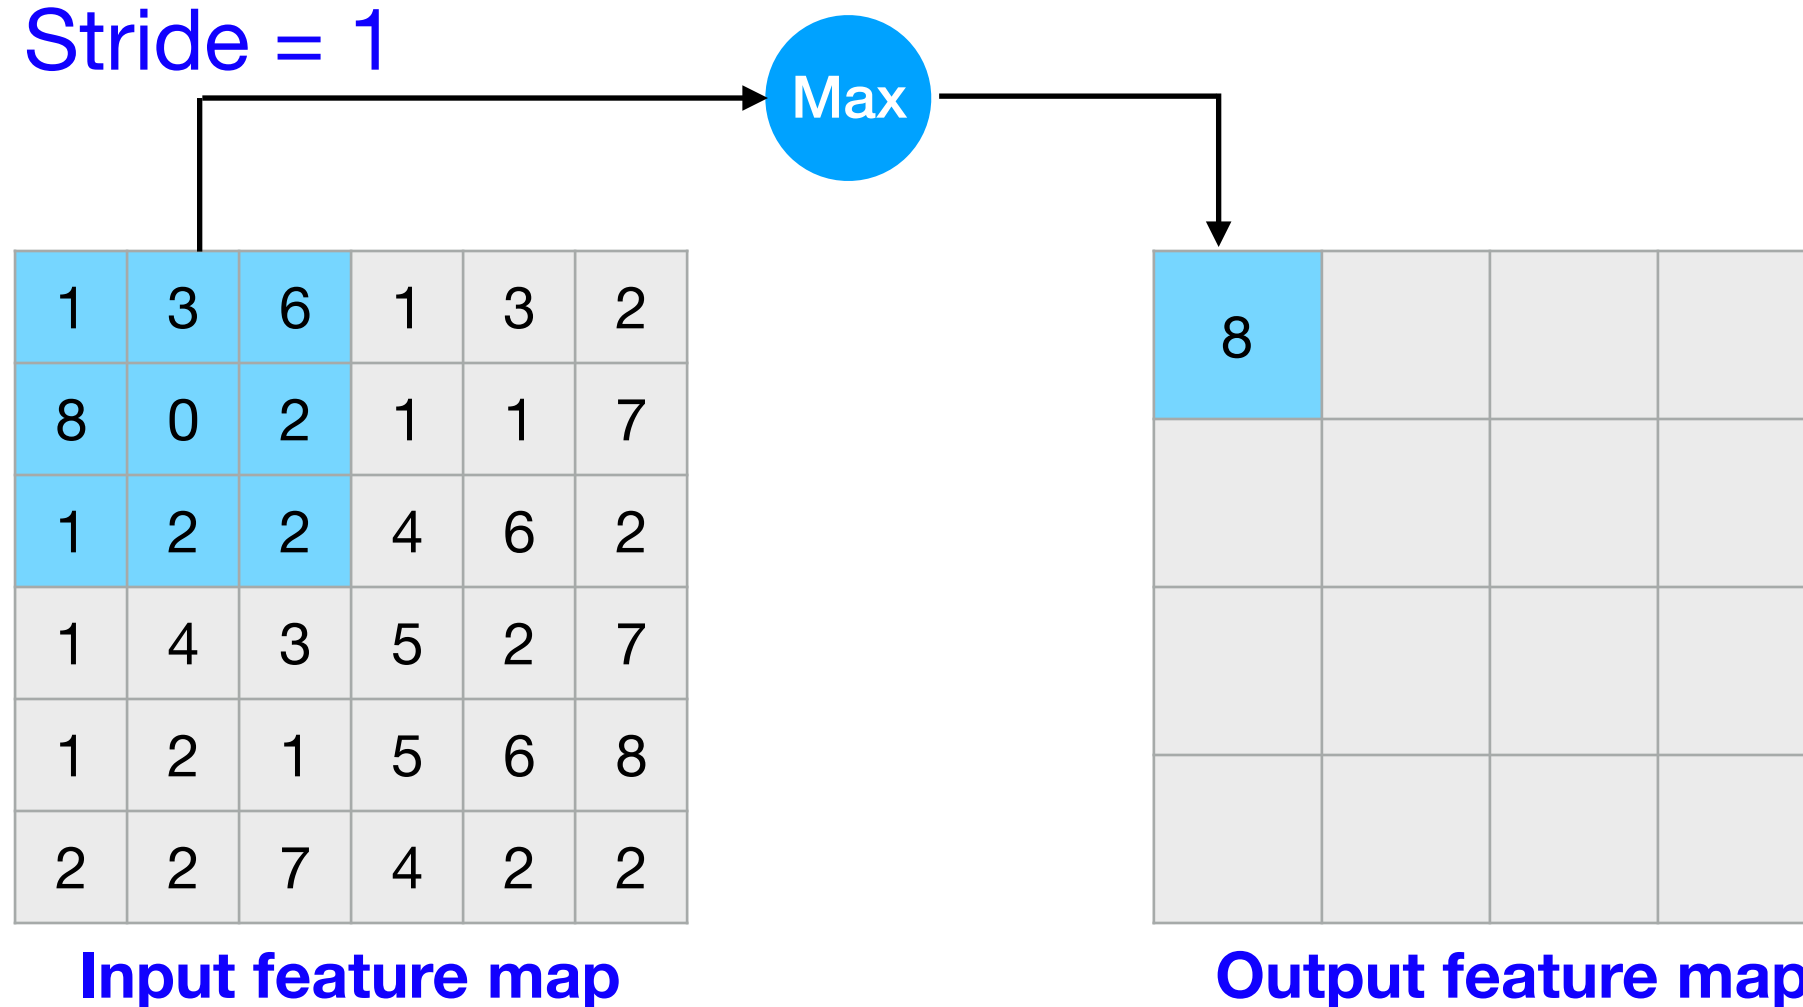 Stride = 1
Max
1 3 6 1 3 2
8 0 2 1 1 7
1 2 2 4 6 2
1 4 3 5 2 7
1 2 1 5 6 8
2 2 7 4 2 2
8
Input feature map
Output feature map